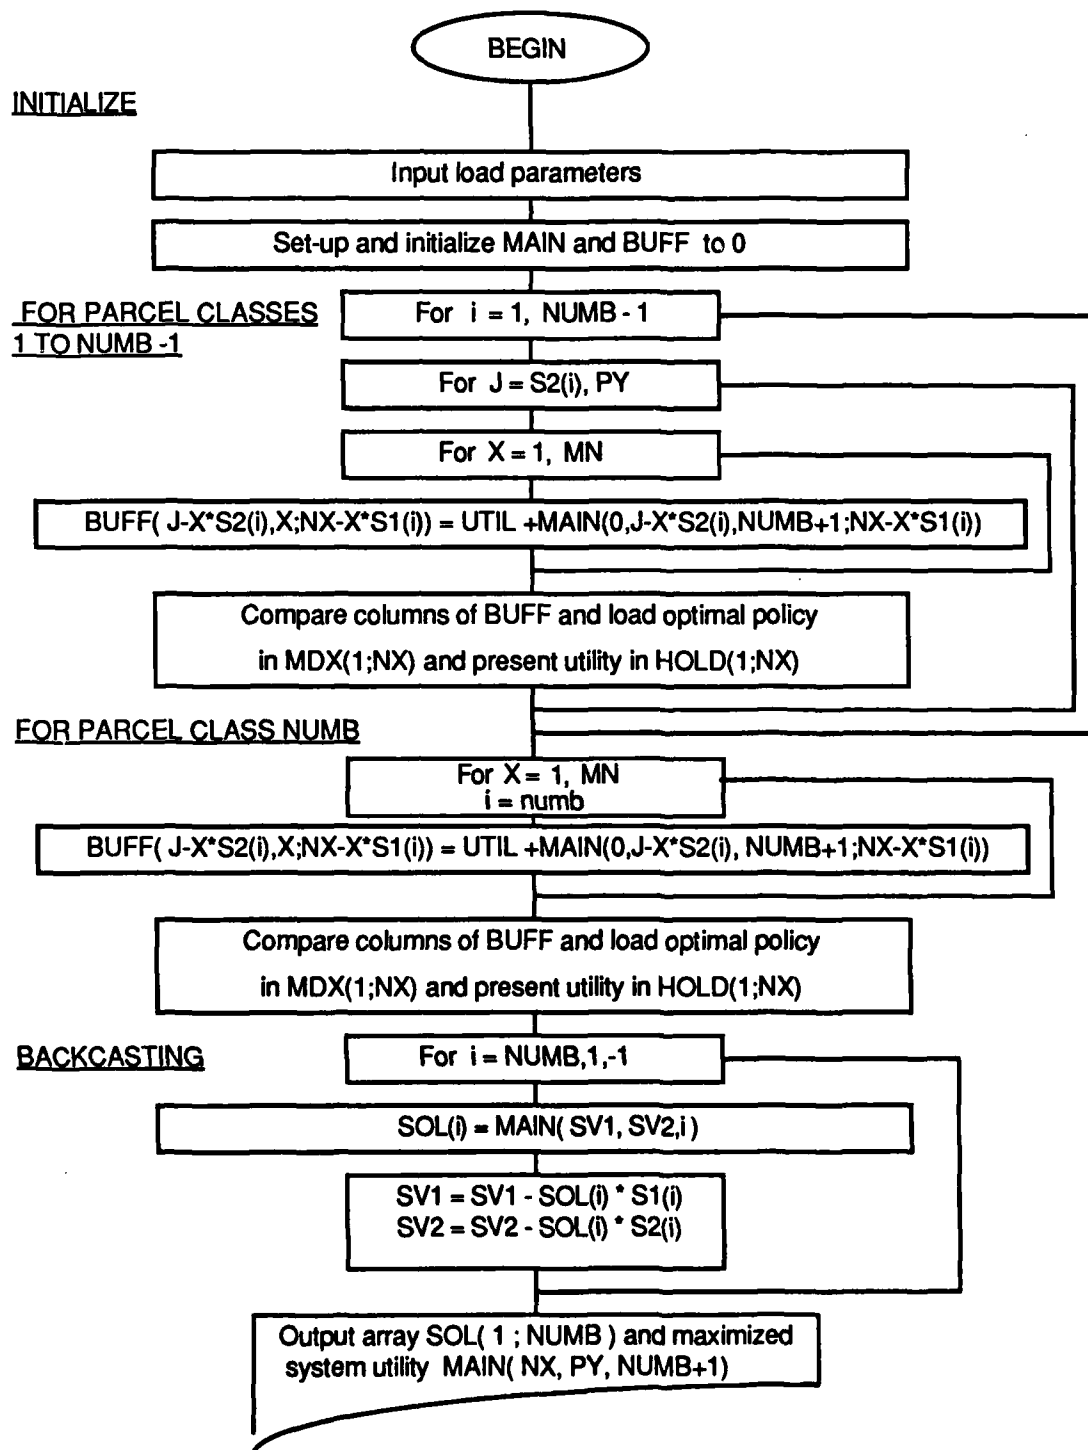 BEGIN
INITIALIZE
Input load parameters
Set-up and initialize MAIN and BUFF to 0
FOR PARCEL CLASSES
1 TO NUMB -1
For i = 1, NUMB - 1
For J = S2(i), PY
For X = 1, MN
BUFF( J-X*S2(i),X;NX-X*S1(i)) = UTIL +MAIN(0,J-X*S2(i),NUMB+1;NX-X*S1(i))
Compare columns of BUFF and load optimal policy
in MDX(1;NX) and present utility in HOLD(1;NX)
FOR PARCEL CLASS NUMB
For X = 1, MN
i = numb
BUFF( J-X*S2(i),X;NX-X*S1(i)) = UTIL +MAIN(0,J-X*S2(i), NUMB+1;NX-X*S1(i))
Compare columns of BUFF and load optimal policy
in MDX(1;NX) and present utility in HOLD(1;NX)
BACKCASTING
For i = NUMB,1,-1
SOL(i) = MAIN( SV1, SV2,i )
SV1 = SV1 - SOL(i) * S1(i)
SV2 = SV2 - SOL(i) * S2(i)
Output array SOL( 1 ; NUMB ) and maximized
system utility MAIN( NX, PY, NUMB+1)